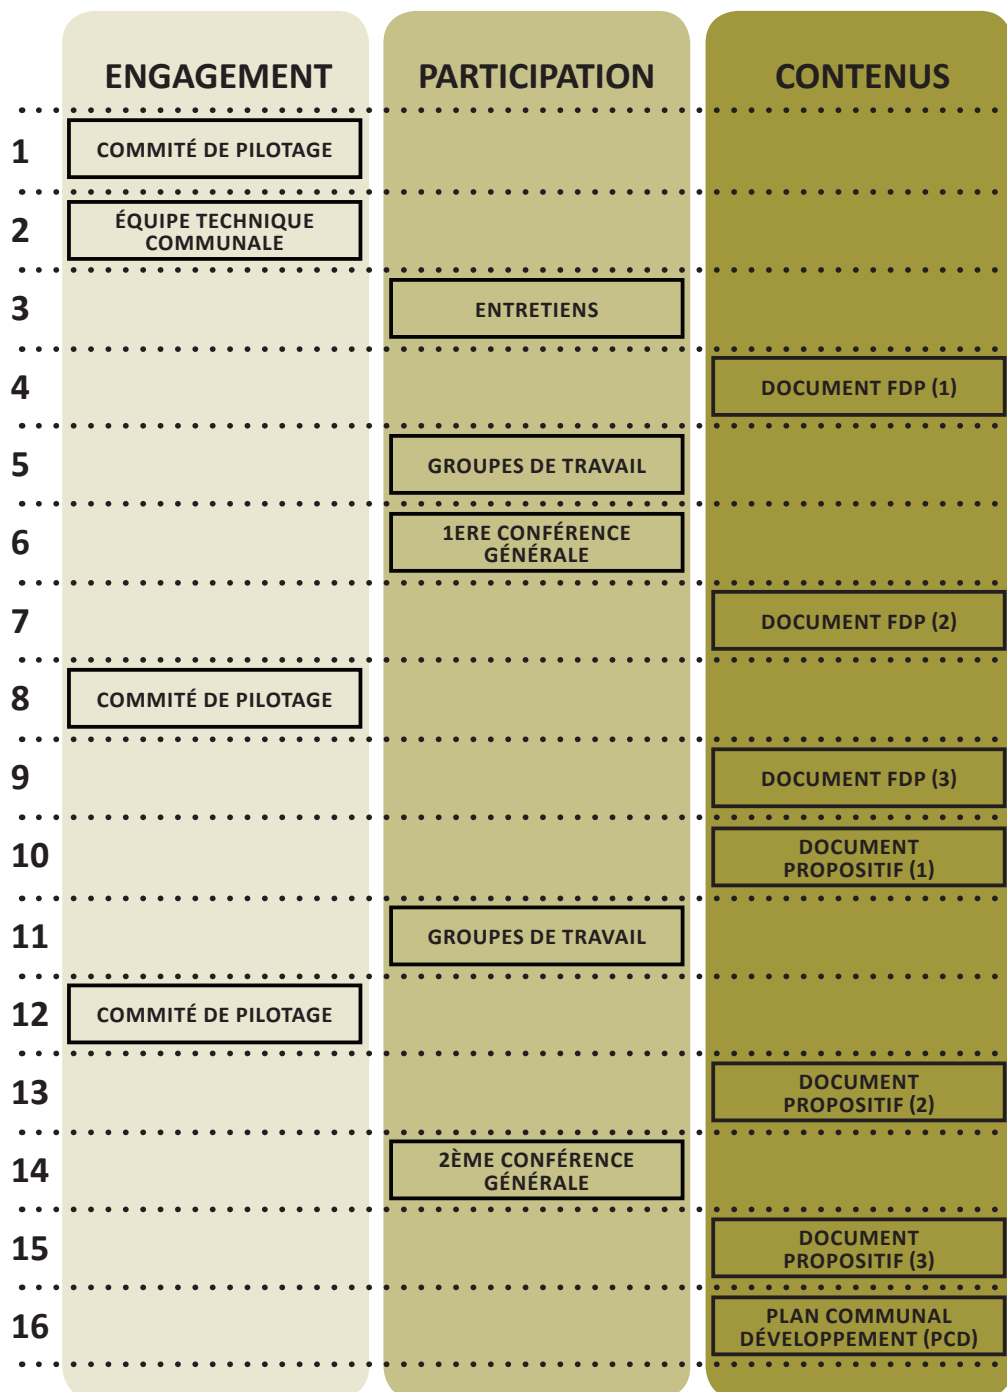 ENGAGEMENT
PARTICIPATION
CONTENUS
1
COMMITÉ DE PILOTAGE
2
ÉQUIPE TECHNIQUE
COMMUNALE
3
ENTRETIENS
4
DOCUMENT FDP (1)
5
GROUPES DE TRAVAIL
6
1ERE CONFÉRENCE
GÉNÉRALE
7
DOCUMENT FDP (2)
8
COMMITÉ DE PILOTAGE
9
DOCUMENT FDP (3)
10
DOCUMENT
PROPOSITIF (1)
11
GROUPES DE TRAVAIL
12
COMMITÉ DE PILOTAGE
13
DOCUMENT
PROPOSITIF (2)
14
2ÈME CONFÉRENCE
GÉNÉRALE
15
DOCUMENT
PROPOSITIF (3)
16
PLAN COMMUNAL
DÉVELOPPEMENT (PCD)